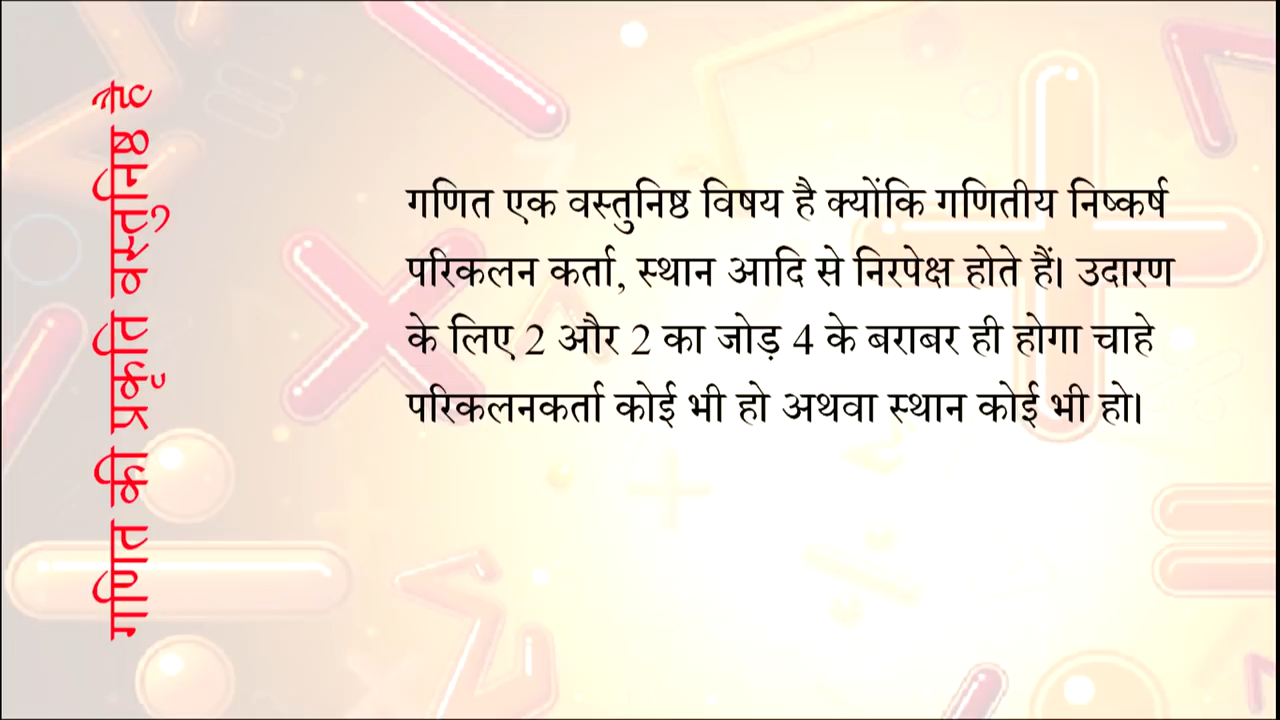 गणित की प्रकृति वस्तुनिष्ठ है
गणित एक वस्तुनिष्ठ विषय है क्योंकि गणितीय निष्कर्ष
परिकलन कर्ता, स्थान आदि से निरपेक्ष होते हैं। उदारण
के लिए 2 और 2 का जोड़ 4 के बराबर ही होगा चाहे
परिकलनकर्ता कोई भी हो अथवा स्थान कोई भी हो।